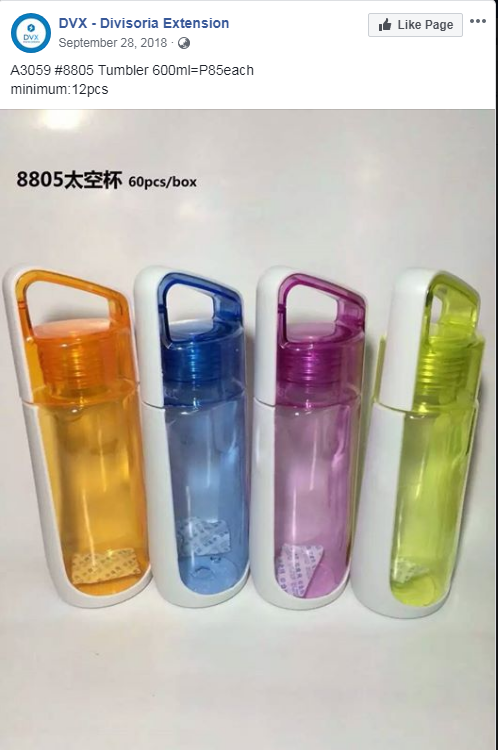 DVX - Divisoria Extension
September 28, 2018 ·
Like Page
A3059 #8805 Tumbler 600ml=P85each
minimum:12pcs
8805太空杯 60pcs/box
DVX